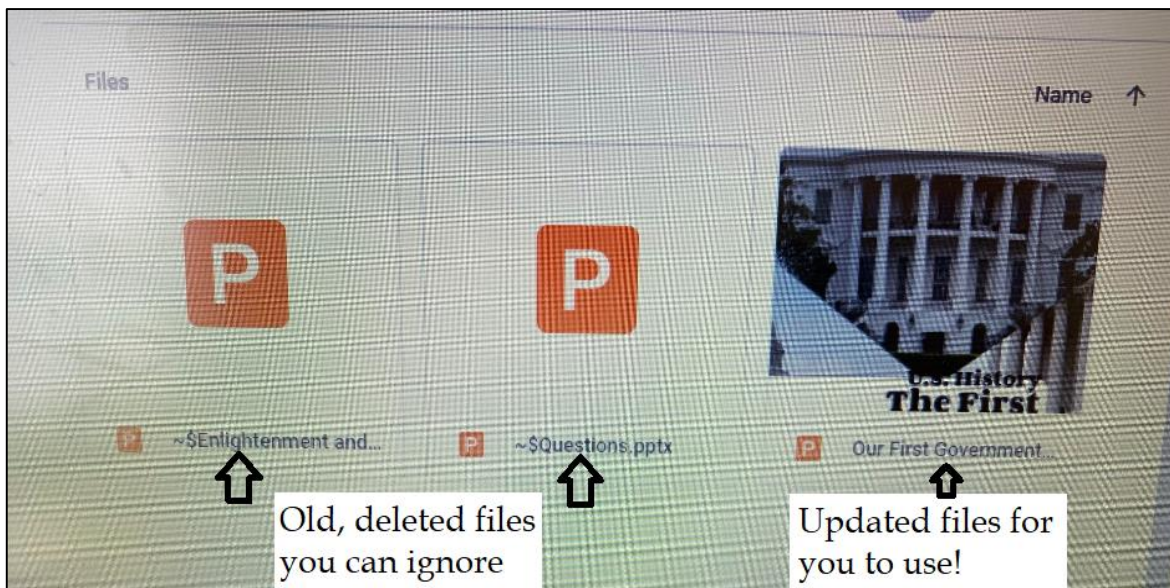 Files
Name ↑
P
P
U.S. History
The First
~$Enlightenment and...
~$Questions.pptx
Our First Government...
Old, deleted files
you can ignore
Updated files for
you to use!